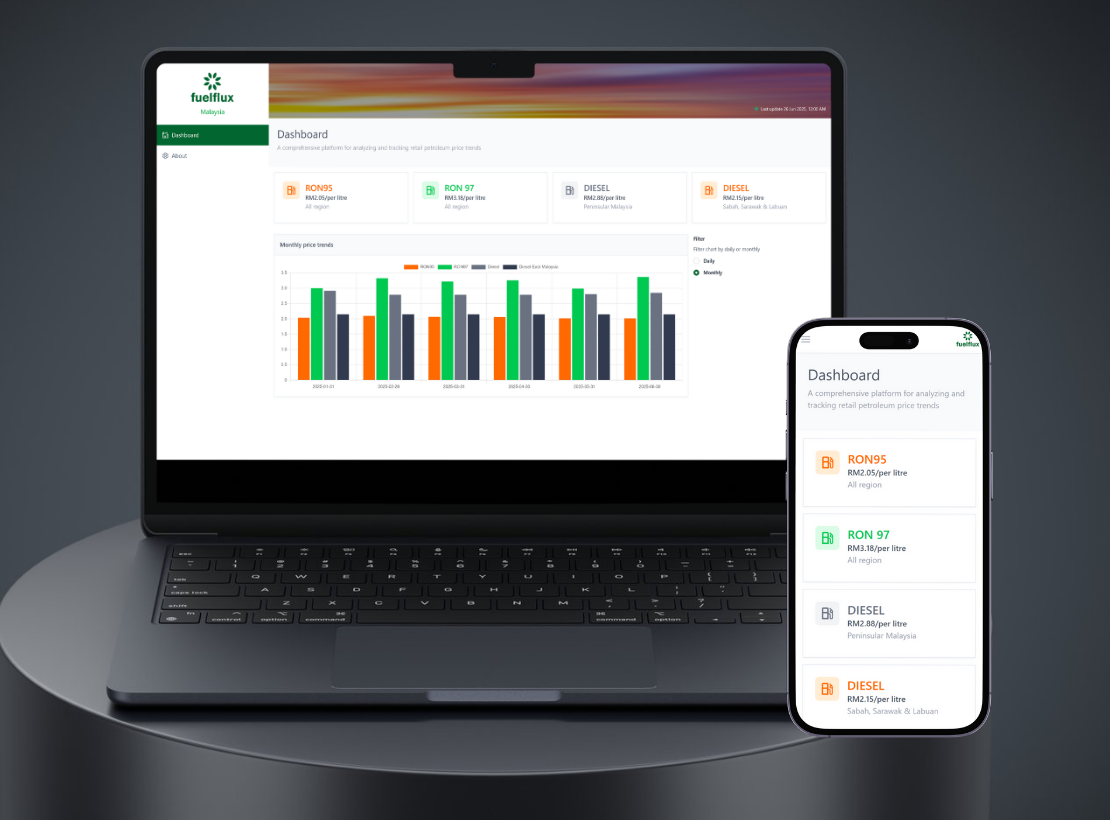 fuelflux
Malaysia
Last update 26 Jun 2025, 12:00 AM
Dashboard
About
Dashboard
A comprehensive platform for analyzing and tracking retail petroleum price trends
RON95
RM2.05/per litre
All region
RON 97
RM3.18/per litre
All region
DIESEL
RM2.88/per litre
Peninsular Malaysia
DIESEL
RM2.15/per litre
Sabah, Sarawak & Labuan
Monthly price trends
RON95 RON97 Diesel Diesel East Malaysia
3.5
3.0
2.5
2.0
1.5
1.0
0.5
0
2025-01-31 2025-02-28 2025-03-31 2025-04-30 2025-05-31
Filter
Filter chart by daily or monthly
Daily
Monthly
esc
tab
Q W E R T Y U I O P
caps lock
A S D F G H J K L
shift
Z X C V B N M
fn control option command command option
fuelflux
Dashboard
A comprehensive platform for analyzing and
tracking retail petroleum price trends
RON95
RM2.05/per litre
All region
RON 97
RM3.18/per litre
All region
DIESEL
RM2.88/per litre
Peninsular Malaysia
DIESEL
RM2.15/per litre
Sabah, Sarawak & Labuan